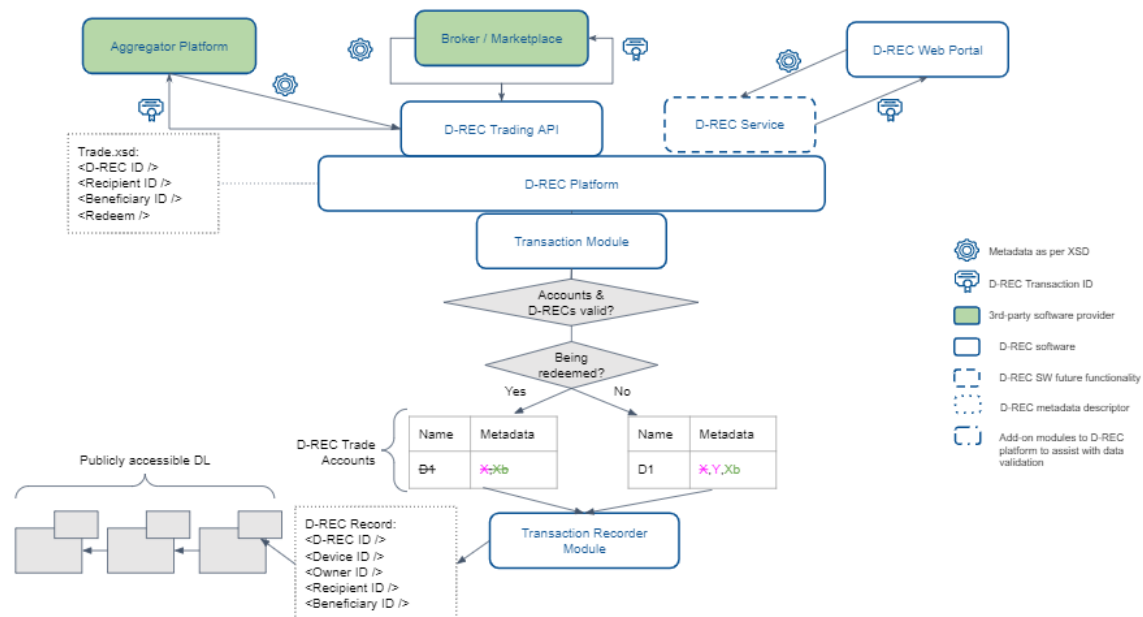 Aggregator Platform
Broker / Marketplace
D-REC Web Portal
D-REC Trading API
D-REC Service
Trade.xsd:
<D-REC ID />
<Recipient ID />
<Beneficiary ID />
<Redeem />
D-REC Platform
Transaction Module
Accounts &
D-RECs valid?
Being
redeemed?
Yes
No
D-REC Trade
Accounts
Name Metadata
D1 X,Xb
Name Metadata
D1 X,Y,Xb
Publicly accessible DL
D-REC Record:
<D-REC ID />
<Device ID />
<Owner ID />
<Recipient ID />
<Beneficiary ID />
Transaction Recorder
Module
Metadata as per XSD
D-REC Transaction ID
3rd-party software provider
D-REC software
D-REC SW future functionality
D-REC metadata descriptor
Add-on modules to D-REC
platform to assist with data
validation